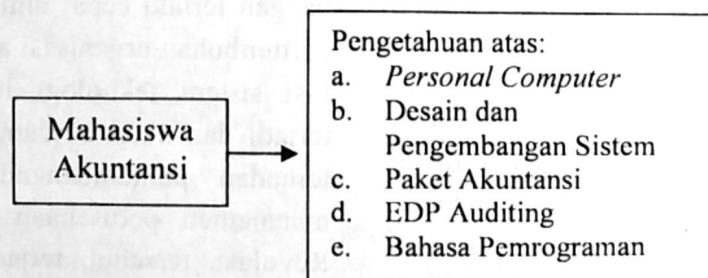 Mahasiswa
Akuntansi
Pengetahuan atas:
a. Personal Computer
b. Desain dan
Pengembangan Sistem
c. Paket Akuntansi
d. EDP Auditing
e. Bahasa Pemrograman